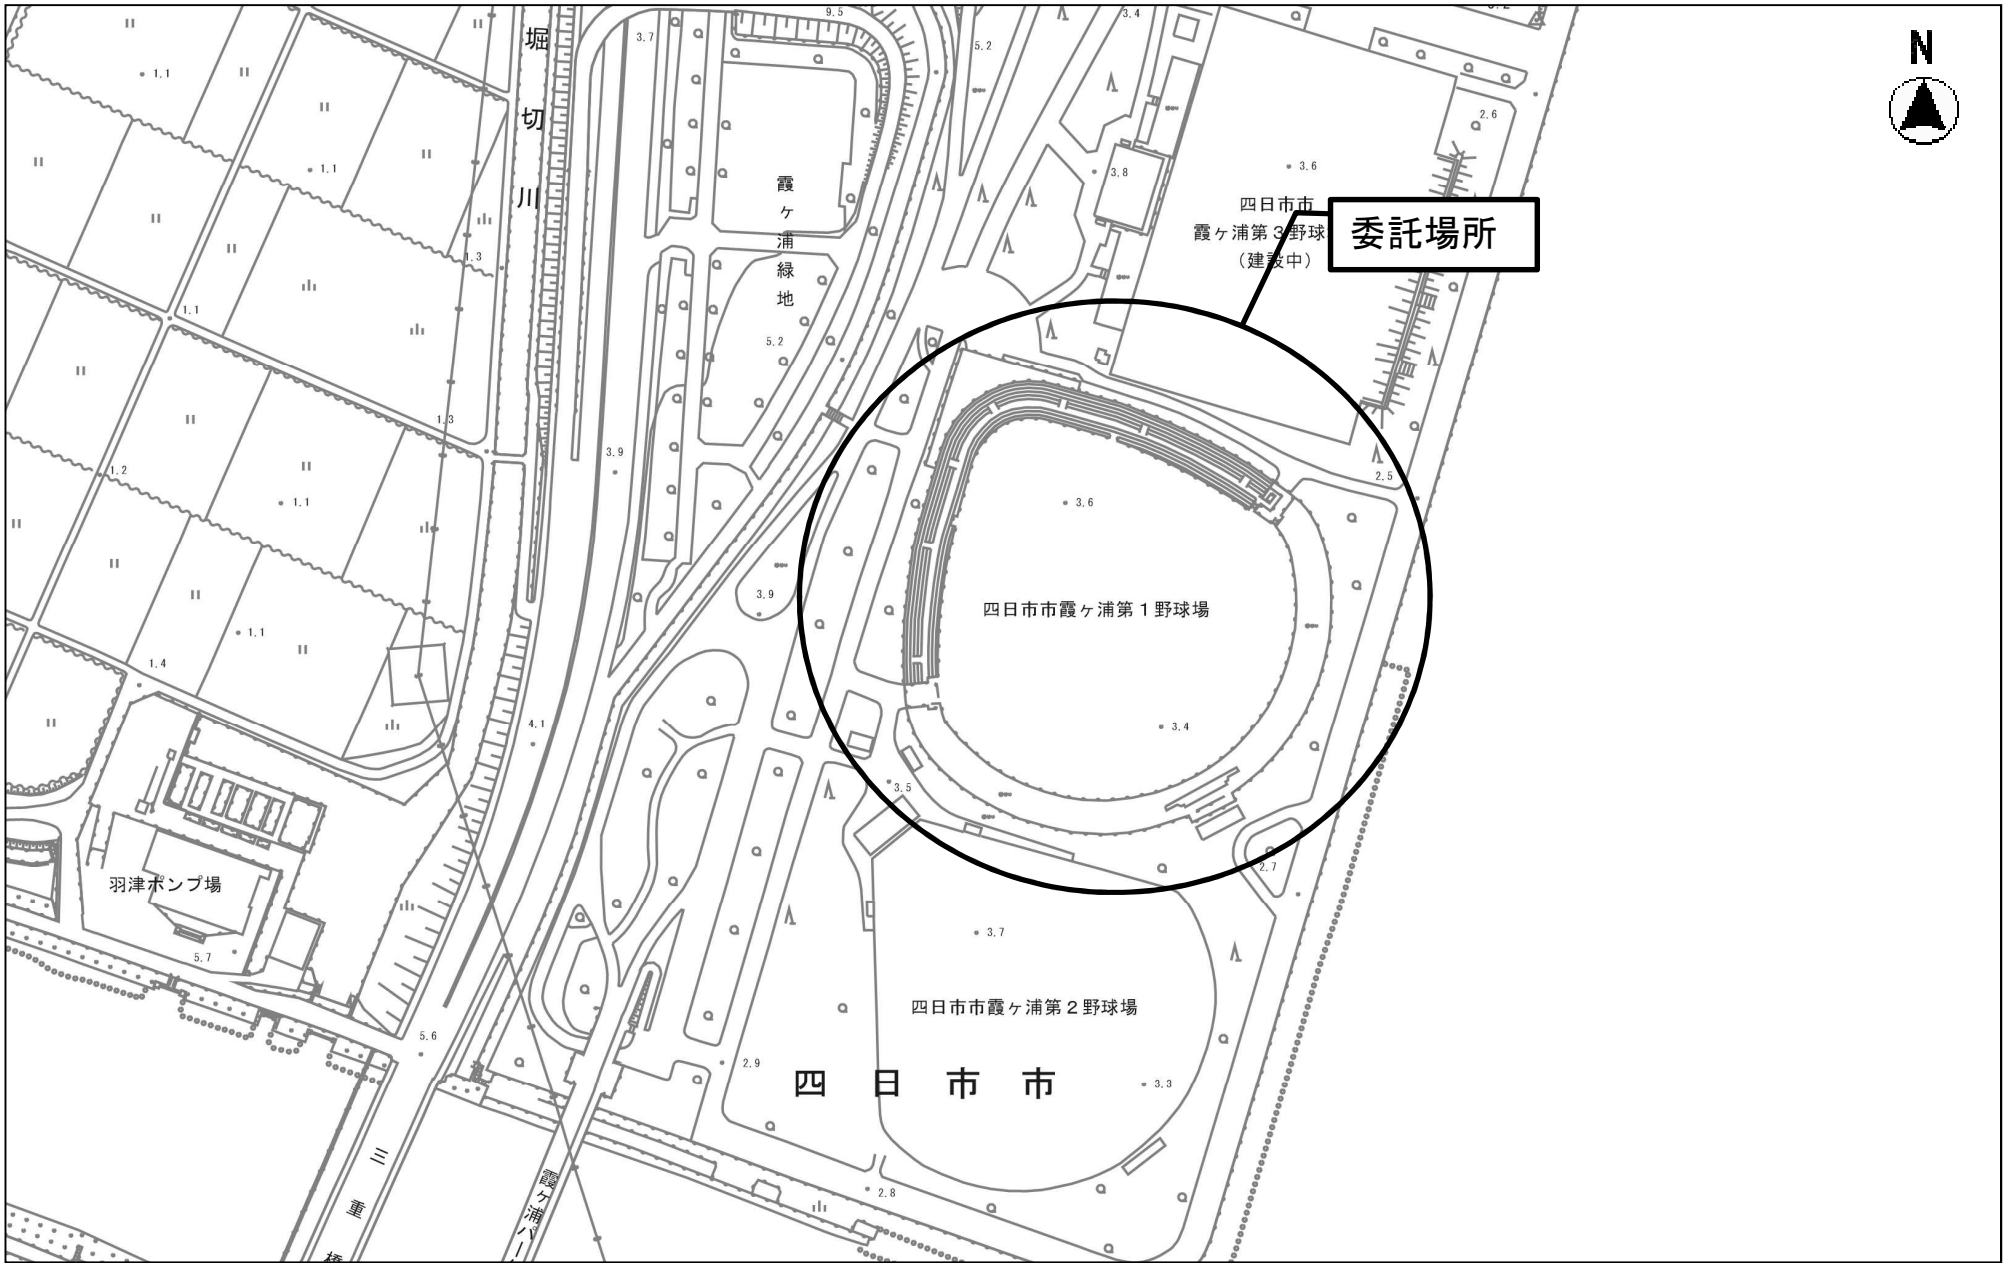 9.5
3.4
堀切川
3.7
5.2
N
1.1
2.6
1.1
3.8
3.6
霞ヶ浦緑地
四日市市
霞ヶ浦第3野球
(建設中)
委託場所
1.3
1.1
5.2
1.3
3.9
1.2
1.1
3.6
2.5
3.9
四日市市霞ヶ浦第1野球場
1.1
1.4
4.1
3.4
3.5
2.7
羽津ポンプ場
3.7
5.7
四日市市霞ヶ浦第2野球場
5.6
2.9
四日市市
3.3
三重橋
霞ヶ浦パー
2.8